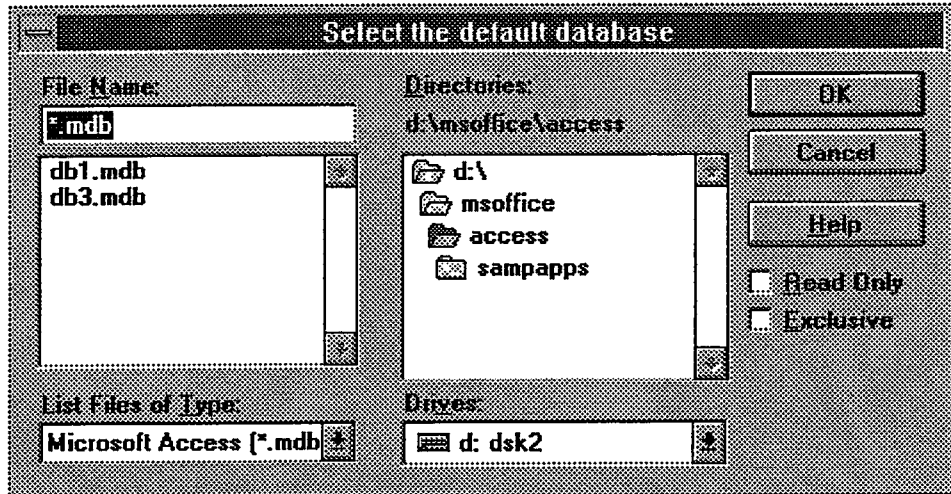 Select the default database
File Name:
*.mdb
db1.mdb
db3.mdb
List Files of Type:
Microsoft Access (*.mdb
Directories:
d:\msoffice\access
d:\
msoffice
access
sampapps
Drives:
d: dsk2
OK
Cancel
Help
Read Only
Exclusive